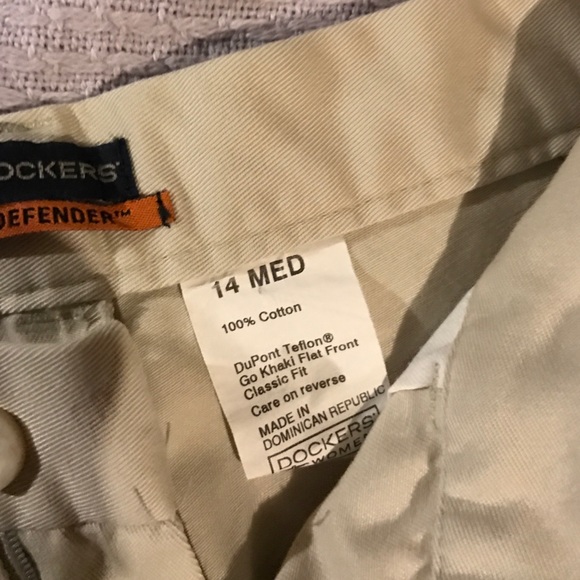 OCKERS®
DEFENDER™
14 MED
100% Cotton
DuPont Teflon®
Go Khaki Flat Front
Classic Fit
Care on reverse
MADE IN
DOMINICAN REPUBLIC
DOCKERS
WOMEN